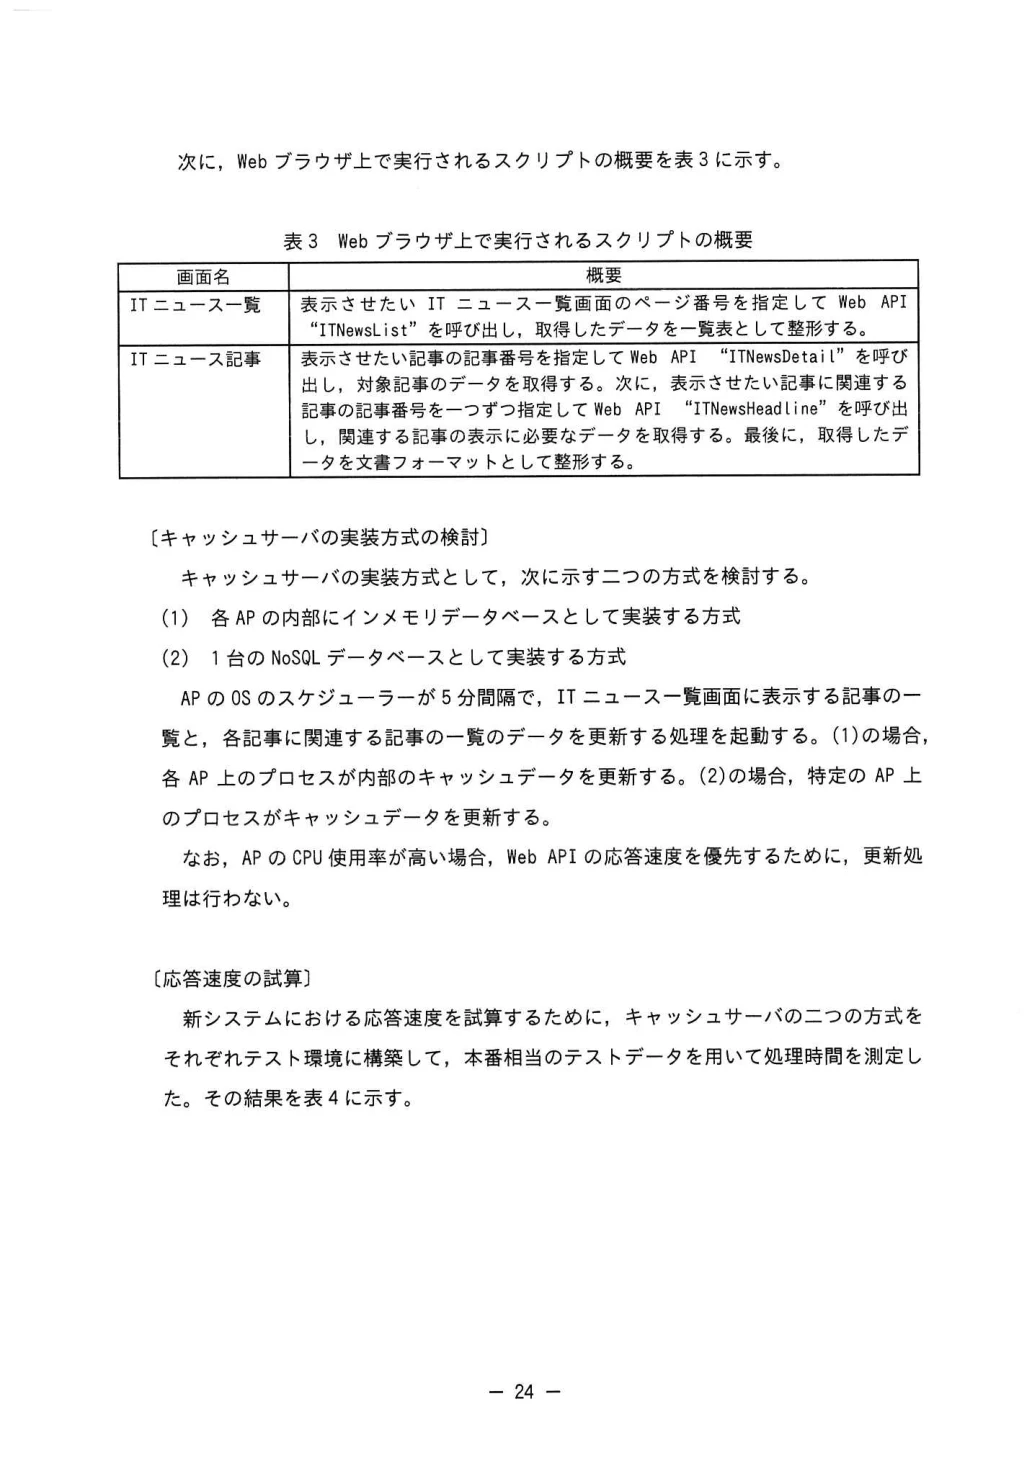 次に，Web ブラウザ上で実行されるスクリプトの概要を表3に示す。
表3　Web ブラウザ上で実行されるスクリプトの概要
画面名　概要
IT ニュース一覧　表示させたい IT ニュース一覧画面のページ番号を指定して Web API
“ITNewsList”を呼び出し，取得したデータを一覧表として整形する。
IT ニュース記事　表示させたい記事の記事番号を指定して Web API “ITNewsDetail”を呼び
出し，対象記事のデータを取得する。次に，表示させたい記事に関連する
記事の記事番号を一つずつ指定して Web API “ITNewsHeadline”を呼び出
し，関連する記事の表示に必要なデータを取得する。最後に，取得したデ
ータを文書フォーマットとして整形する。
〔キャッシュサーバの実装方式の検討〕
キャッシュサーバの実装方式として，次に示す二つの方式を検討する。
(1)　各 AP の内部にインメモリデータベースとして実装する方式
(2)　1台の NoSQL データベースとして実装する方式
AP の OS のスケジューラーが5分間隔で，IT ニュース一覧画面に表示する記事の一
覧と，各記事に関連する記事の一覧のデータを更新する処理を起動する。(1)の場合，
各 AP 上のプロセスが内部のキャッシュデータを更新する。(2)の場合，特定の AP 上
のプロセスがキャッシュデータを更新する。
なお，AP の CPU 使用率が高い場合，Web API の応答速度を優先するために，更新処
理は行わない。
〔応答速度の試算〕
新システムにおける応答速度を試算するために，キャッシュサーバの二つの方式を
それぞれテスト環境に構築して，本番相当のテストデータを用いて処理時間を測定し
た。その結果を表4に示す。
－ 24 －